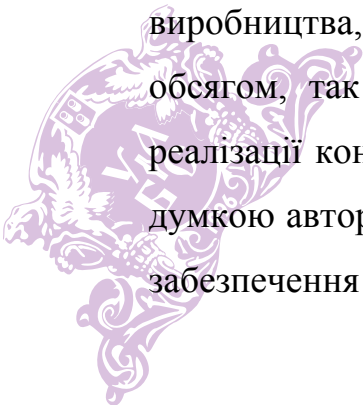 виробництва,
обсягом, так
реалізації кон
думкою автор
забезпечення